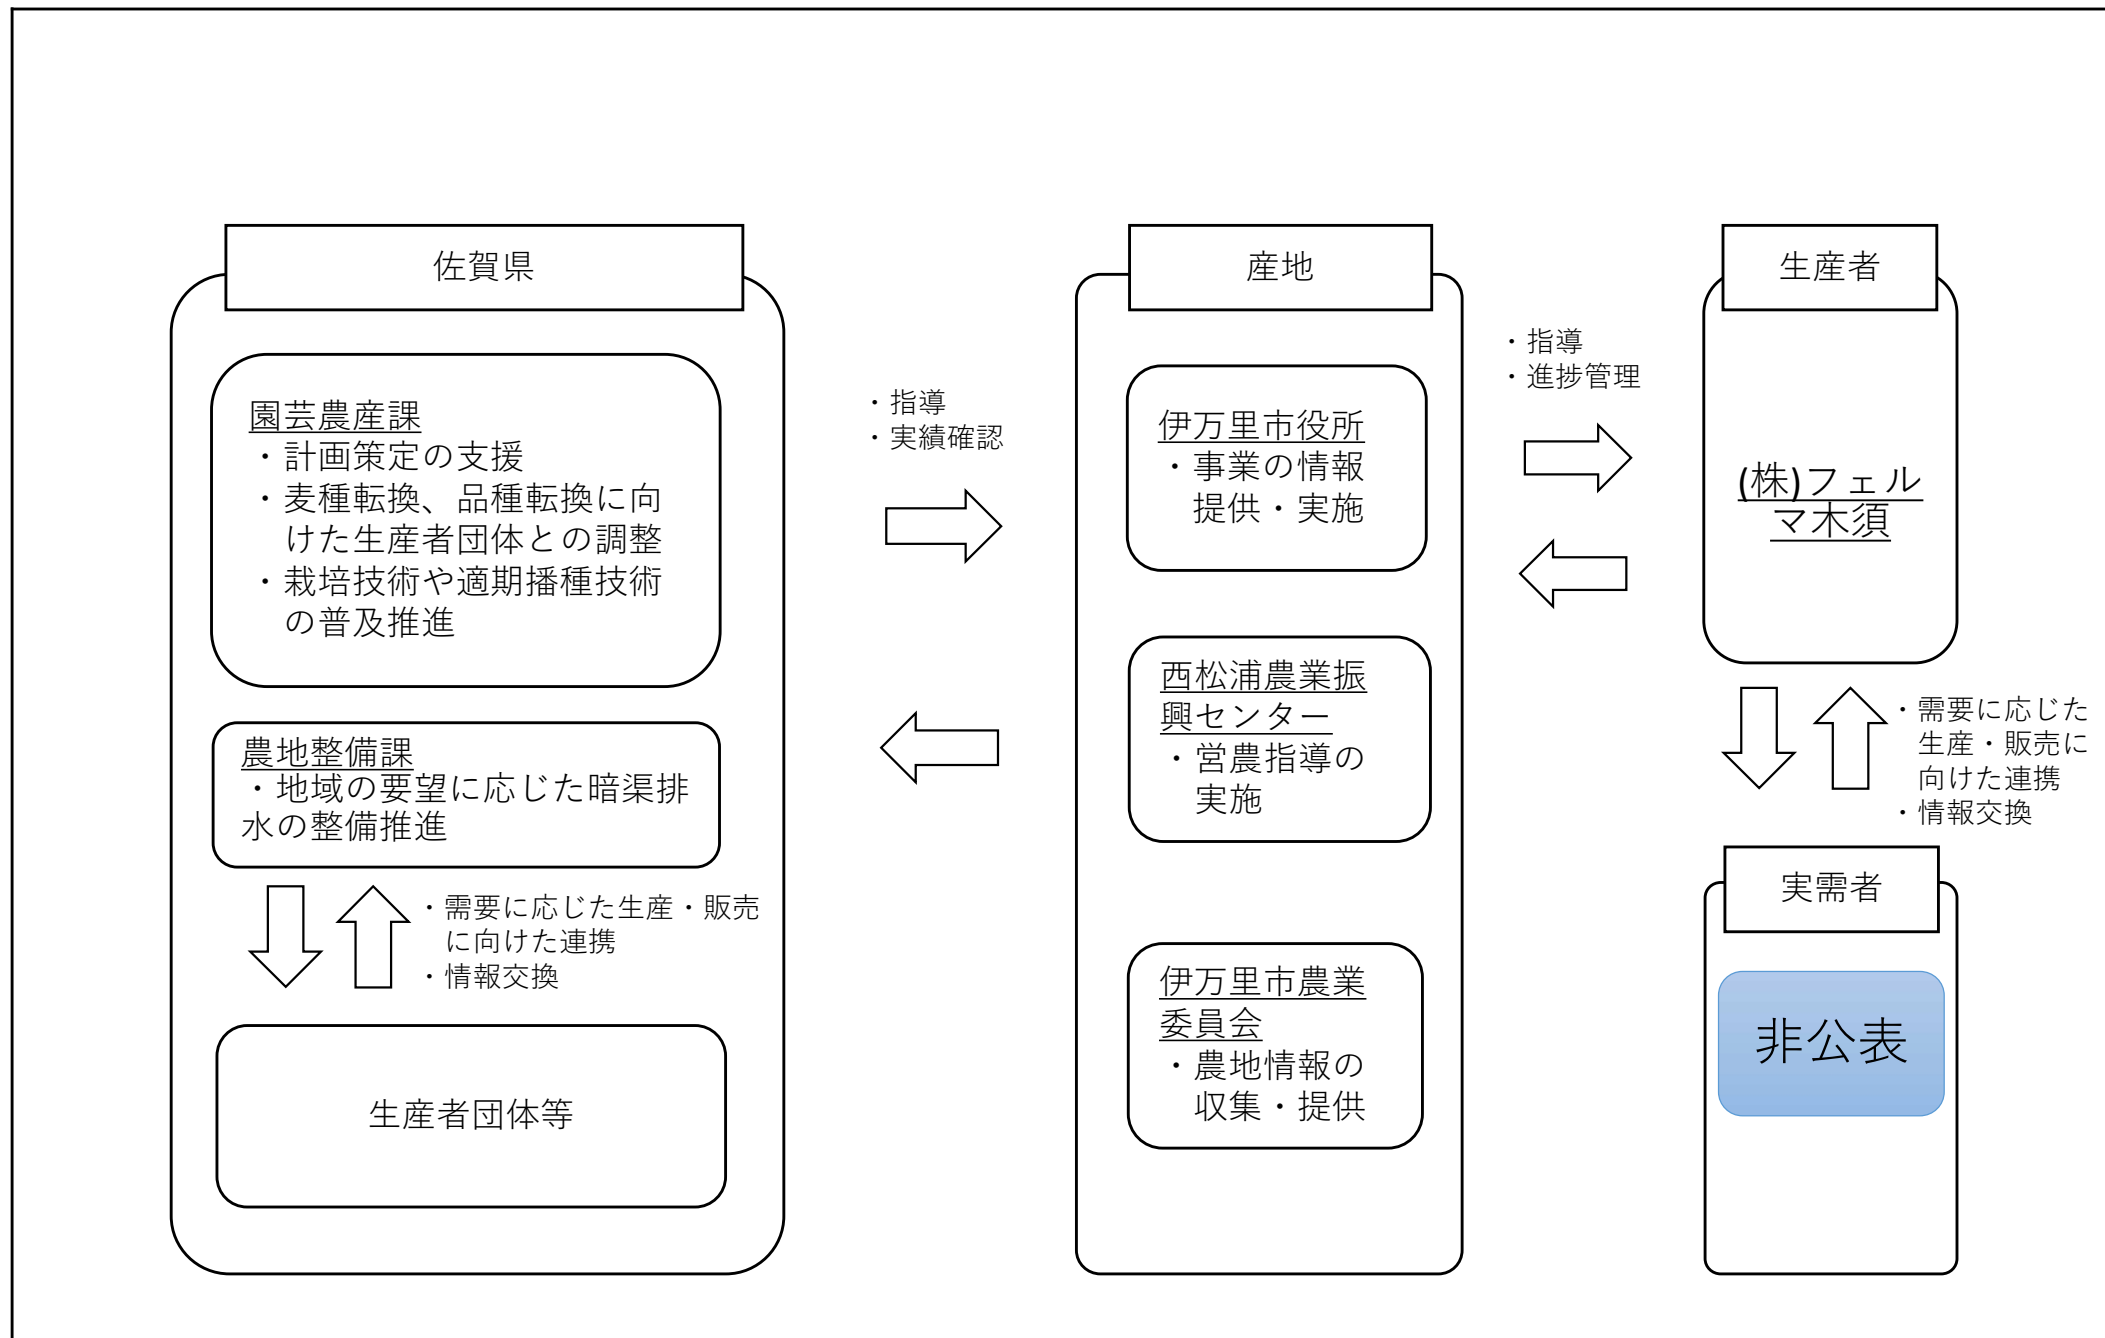 佐賀県
園芸農産課
・計画策定の支援
・麦種転換、品種転換に向
けた生産者団体との調整
・栽培技術や適期播種技術
の普及推進
農地整備課
・地域の要望に応じた暗渠排
水の整備推進
・需要に応じた生産・販売
に向けた連携
・情報交換
生産者団体等
・指導
・実績確認
産地
伊万里市役所
・事業の情報
提供・実施
西松浦農業振
興センター
・営農指導の
実施
伊万里市農業
委員会
・農地情報の
収集・提供
・指導
・進捗管理
生産者
(株)フェル
マ木須
・需要に応じた
生産・販売に
向けた連携
・情報交換
実需者
非公表